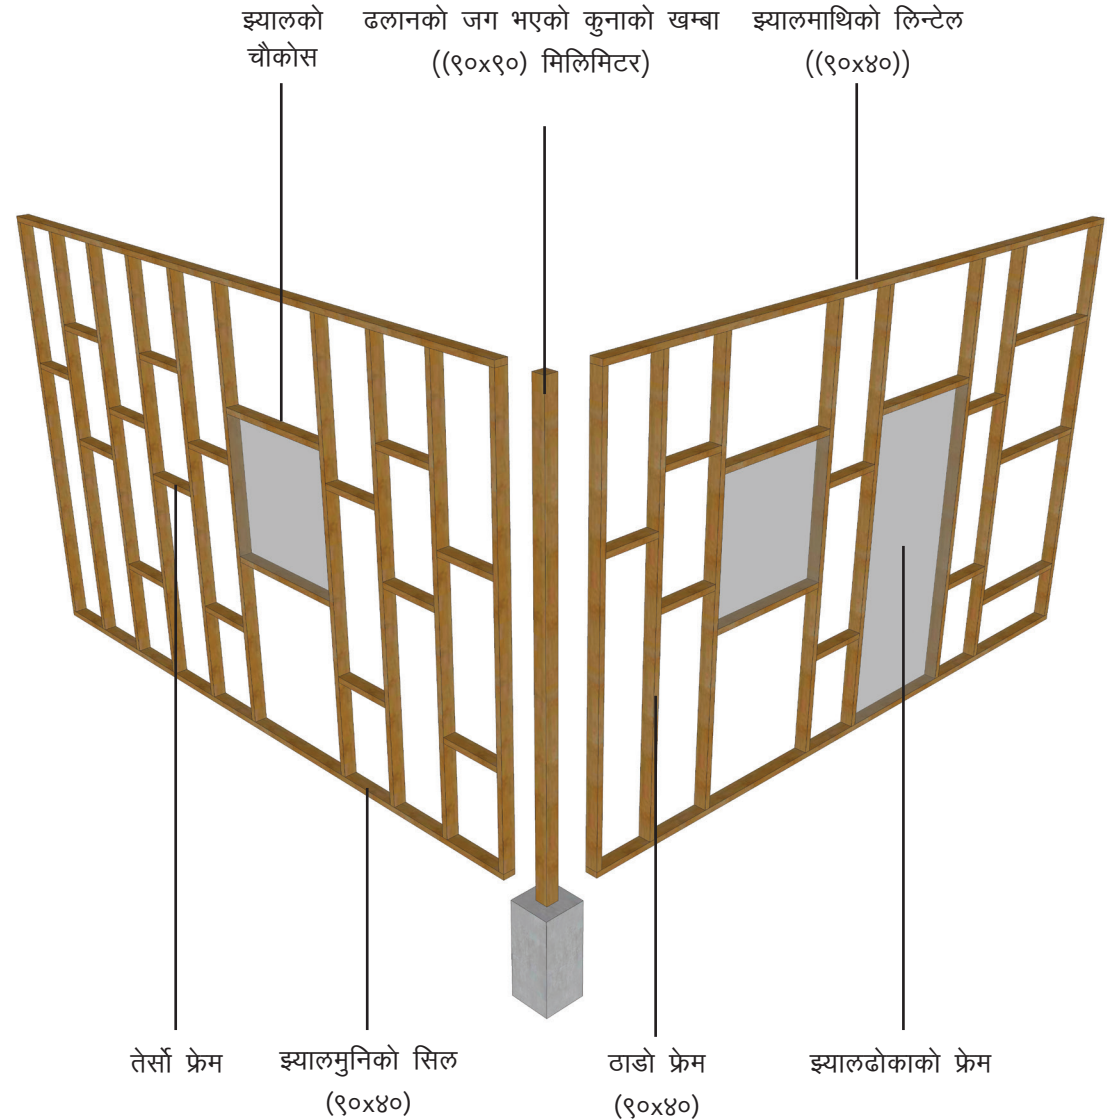 झ्यालको
चौकोस
ढलानको जग भएको कुनाको खम्बा
((९०x९०) मिलिमिटर)
झ्यालमाथिको लिन्टेल
((९०x४०))
तेर्सो फ्रेम
झ्यालमुनिको सिल
(९०x४०)
ठाडो फ्रेम
(९०x४०)
झ्यालढोकाको फ्रेम